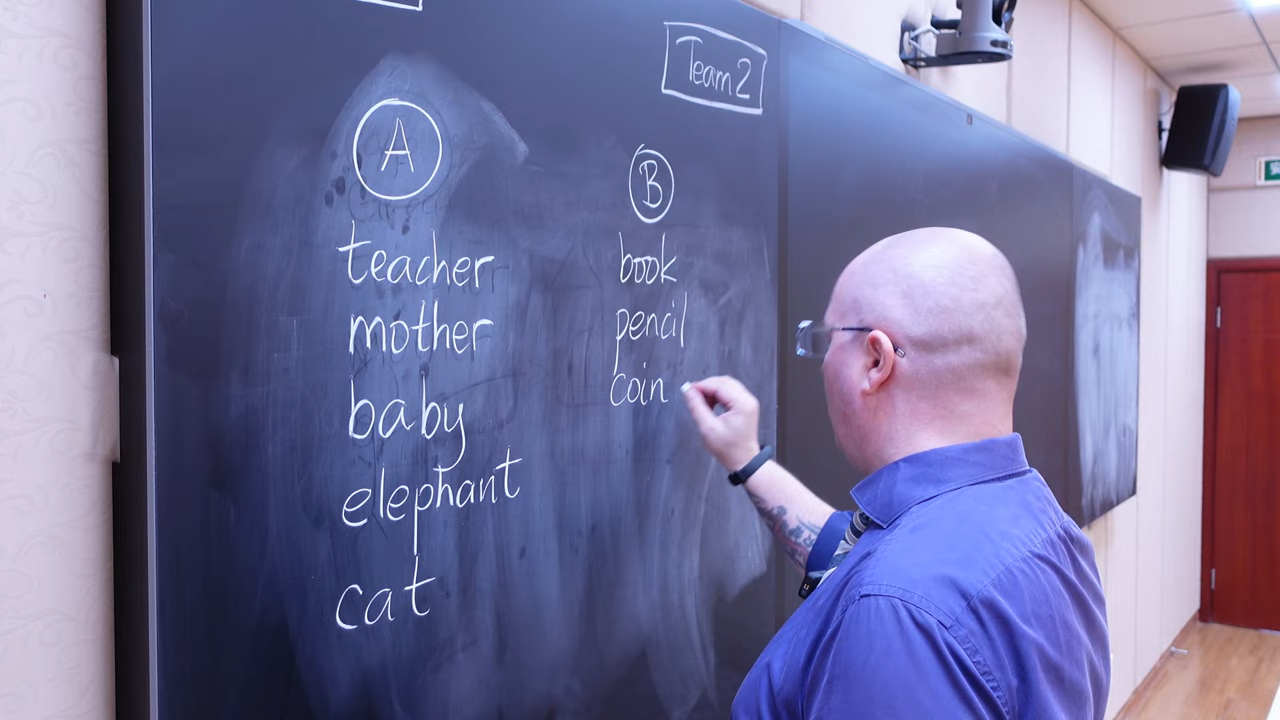 Team 2
A
teacher
mother
baby
elephant
cat
B
book
pencil
coin